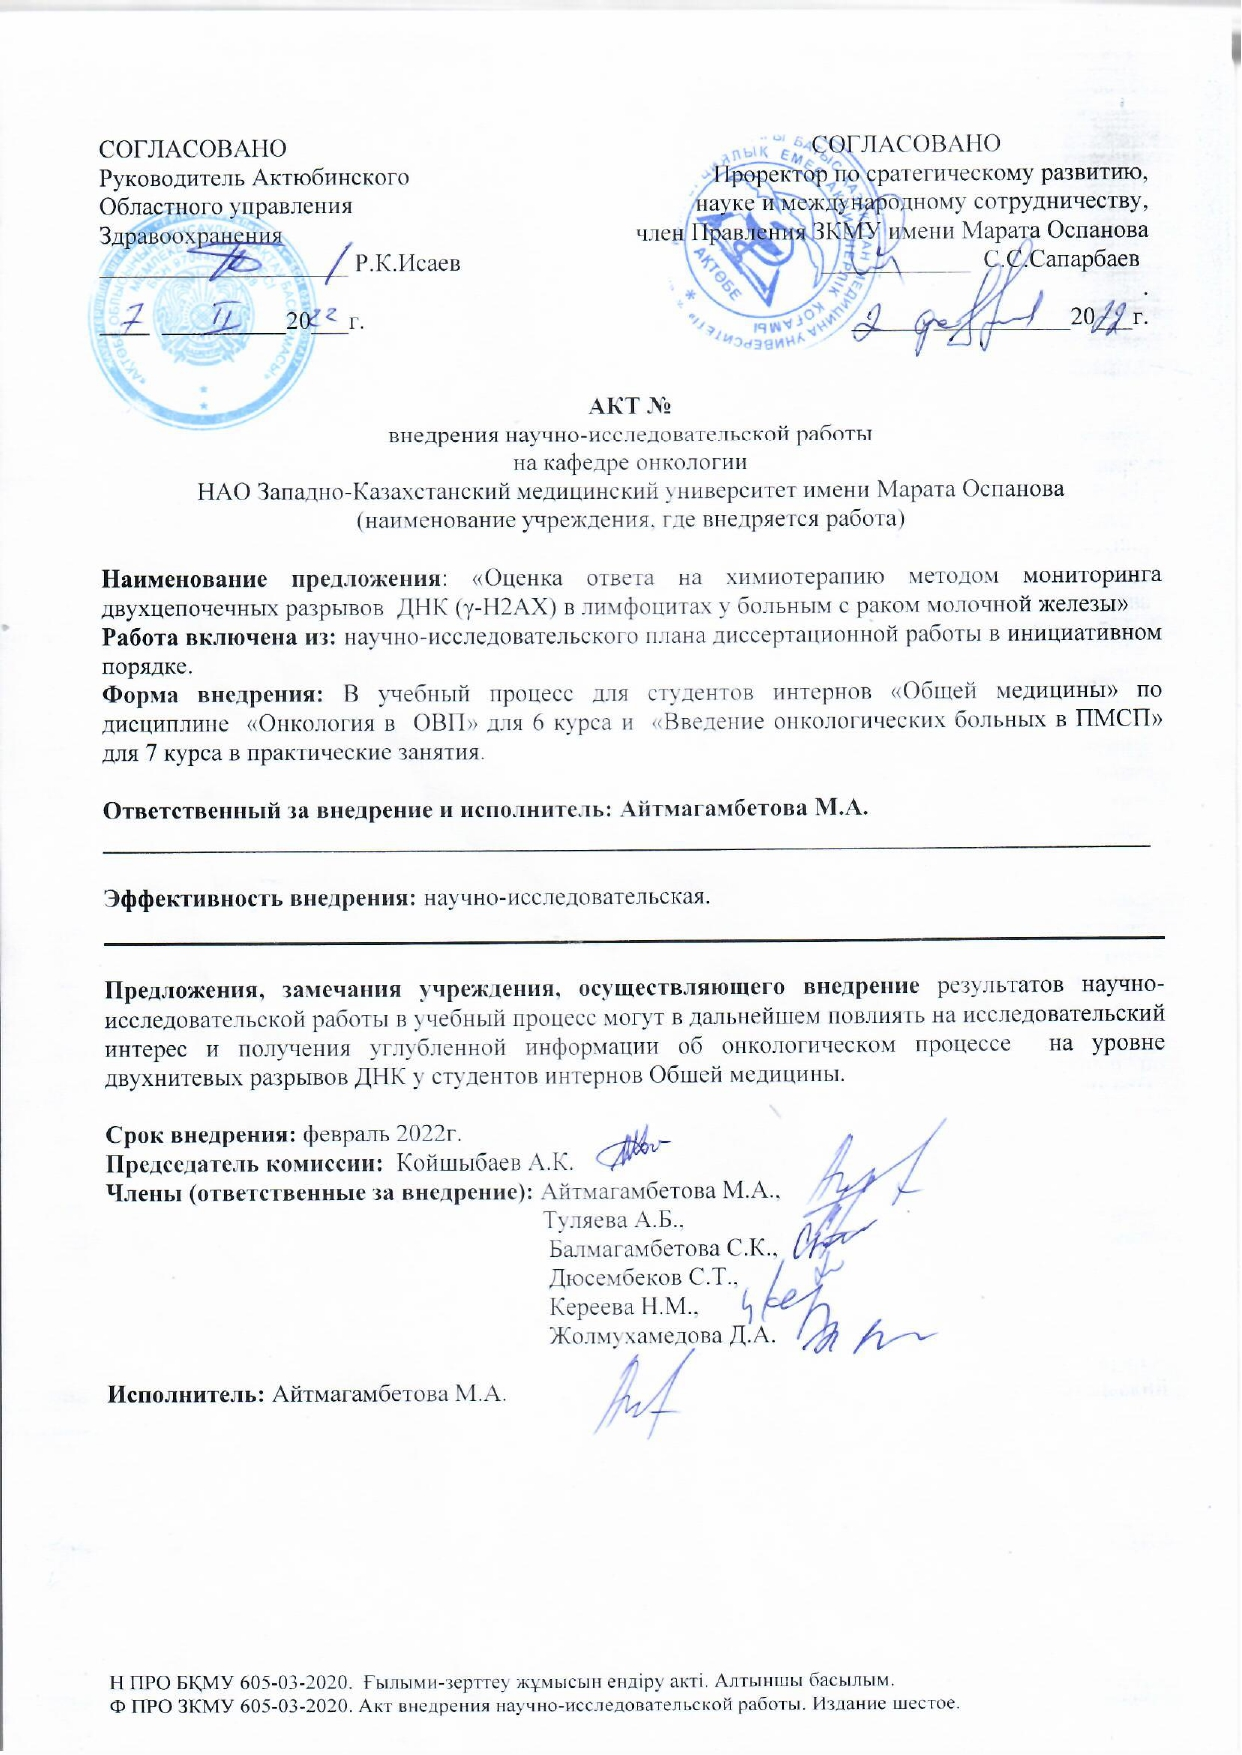 СОГЛАСОВАНО
Руководитель Актюбинского
Областного управления
Здравоохранения
____________________ Р.К.Исаев
7 II 2022 г.
СОГЛАСОВАНО
Проректор по сратегическому развитию,
науке и международному сотрудничеству,
член Правления ЗКМУ имени Марата Оспанова
____________ С.С.Сапарбаев
.
2 2022 г.
АКТӨБЕ
АКТ №
внедрения научно-исследовательской работы
на кафедре онкологии
НАО Западно-Казахстанский медицинский университет имени Марата Оспанова
(наименование учреждения, где внедряется работа)
Наименование предложения: «Оценка ответа на химиотерапию методом мониторинга
двухцепочечных разрывов ДНК (γ-H2AX) в лимфоцитах у больным с раком молочной железы»
Работа включена из: научно-исследовательского плана диссертационной работы в инициативном
порядке.
Форма внедрения: В учебный процесс для студентов интернов «Общей медицины» по
дисциплине «Онкология в ОВП» для 6 курса и «Введение онкологических больных в ПМСП»
для 7 курса в практические занятия.
Ответственный за внедрение и исполнитель: Айтмагамбетова М.А.
Эффективность внедрения: научно-исследовательская.
Предложения, замечания учреждения, осуществляющего внедрение результатов научно-
исследовательской работы в учебный процесс могут в дальнейшем повлиять на исследовательский
интерес и получения углубленной информации об онкологическом процессе на уровне
двухнитевых разрывов ДНК у студентов интернов Обшей медицины.
Срок внедрения: февраль 2022г.
Председатель комиссии: Койшыбаев А.К.
Члены (ответственные за внедрение): Айтмагамбетова М.А.,
Туляева А.Б.,
Балмагамбетова С.К.,
Дюсембеков С.Т.,
Кереева Н.М.,
Жолмухамедова Д.А.
Исполнитель: Айтмагамбетова М.А.
Н ПРО БҚМУ 605-03-2020. Ғылыми-зерттеу жұмысын ендіру актi. Алтыншы басылым.
Ф ПРО ЗКМУ 605-03-2020. Акт внедрения научно-исследовательской работы. Издание шестое.